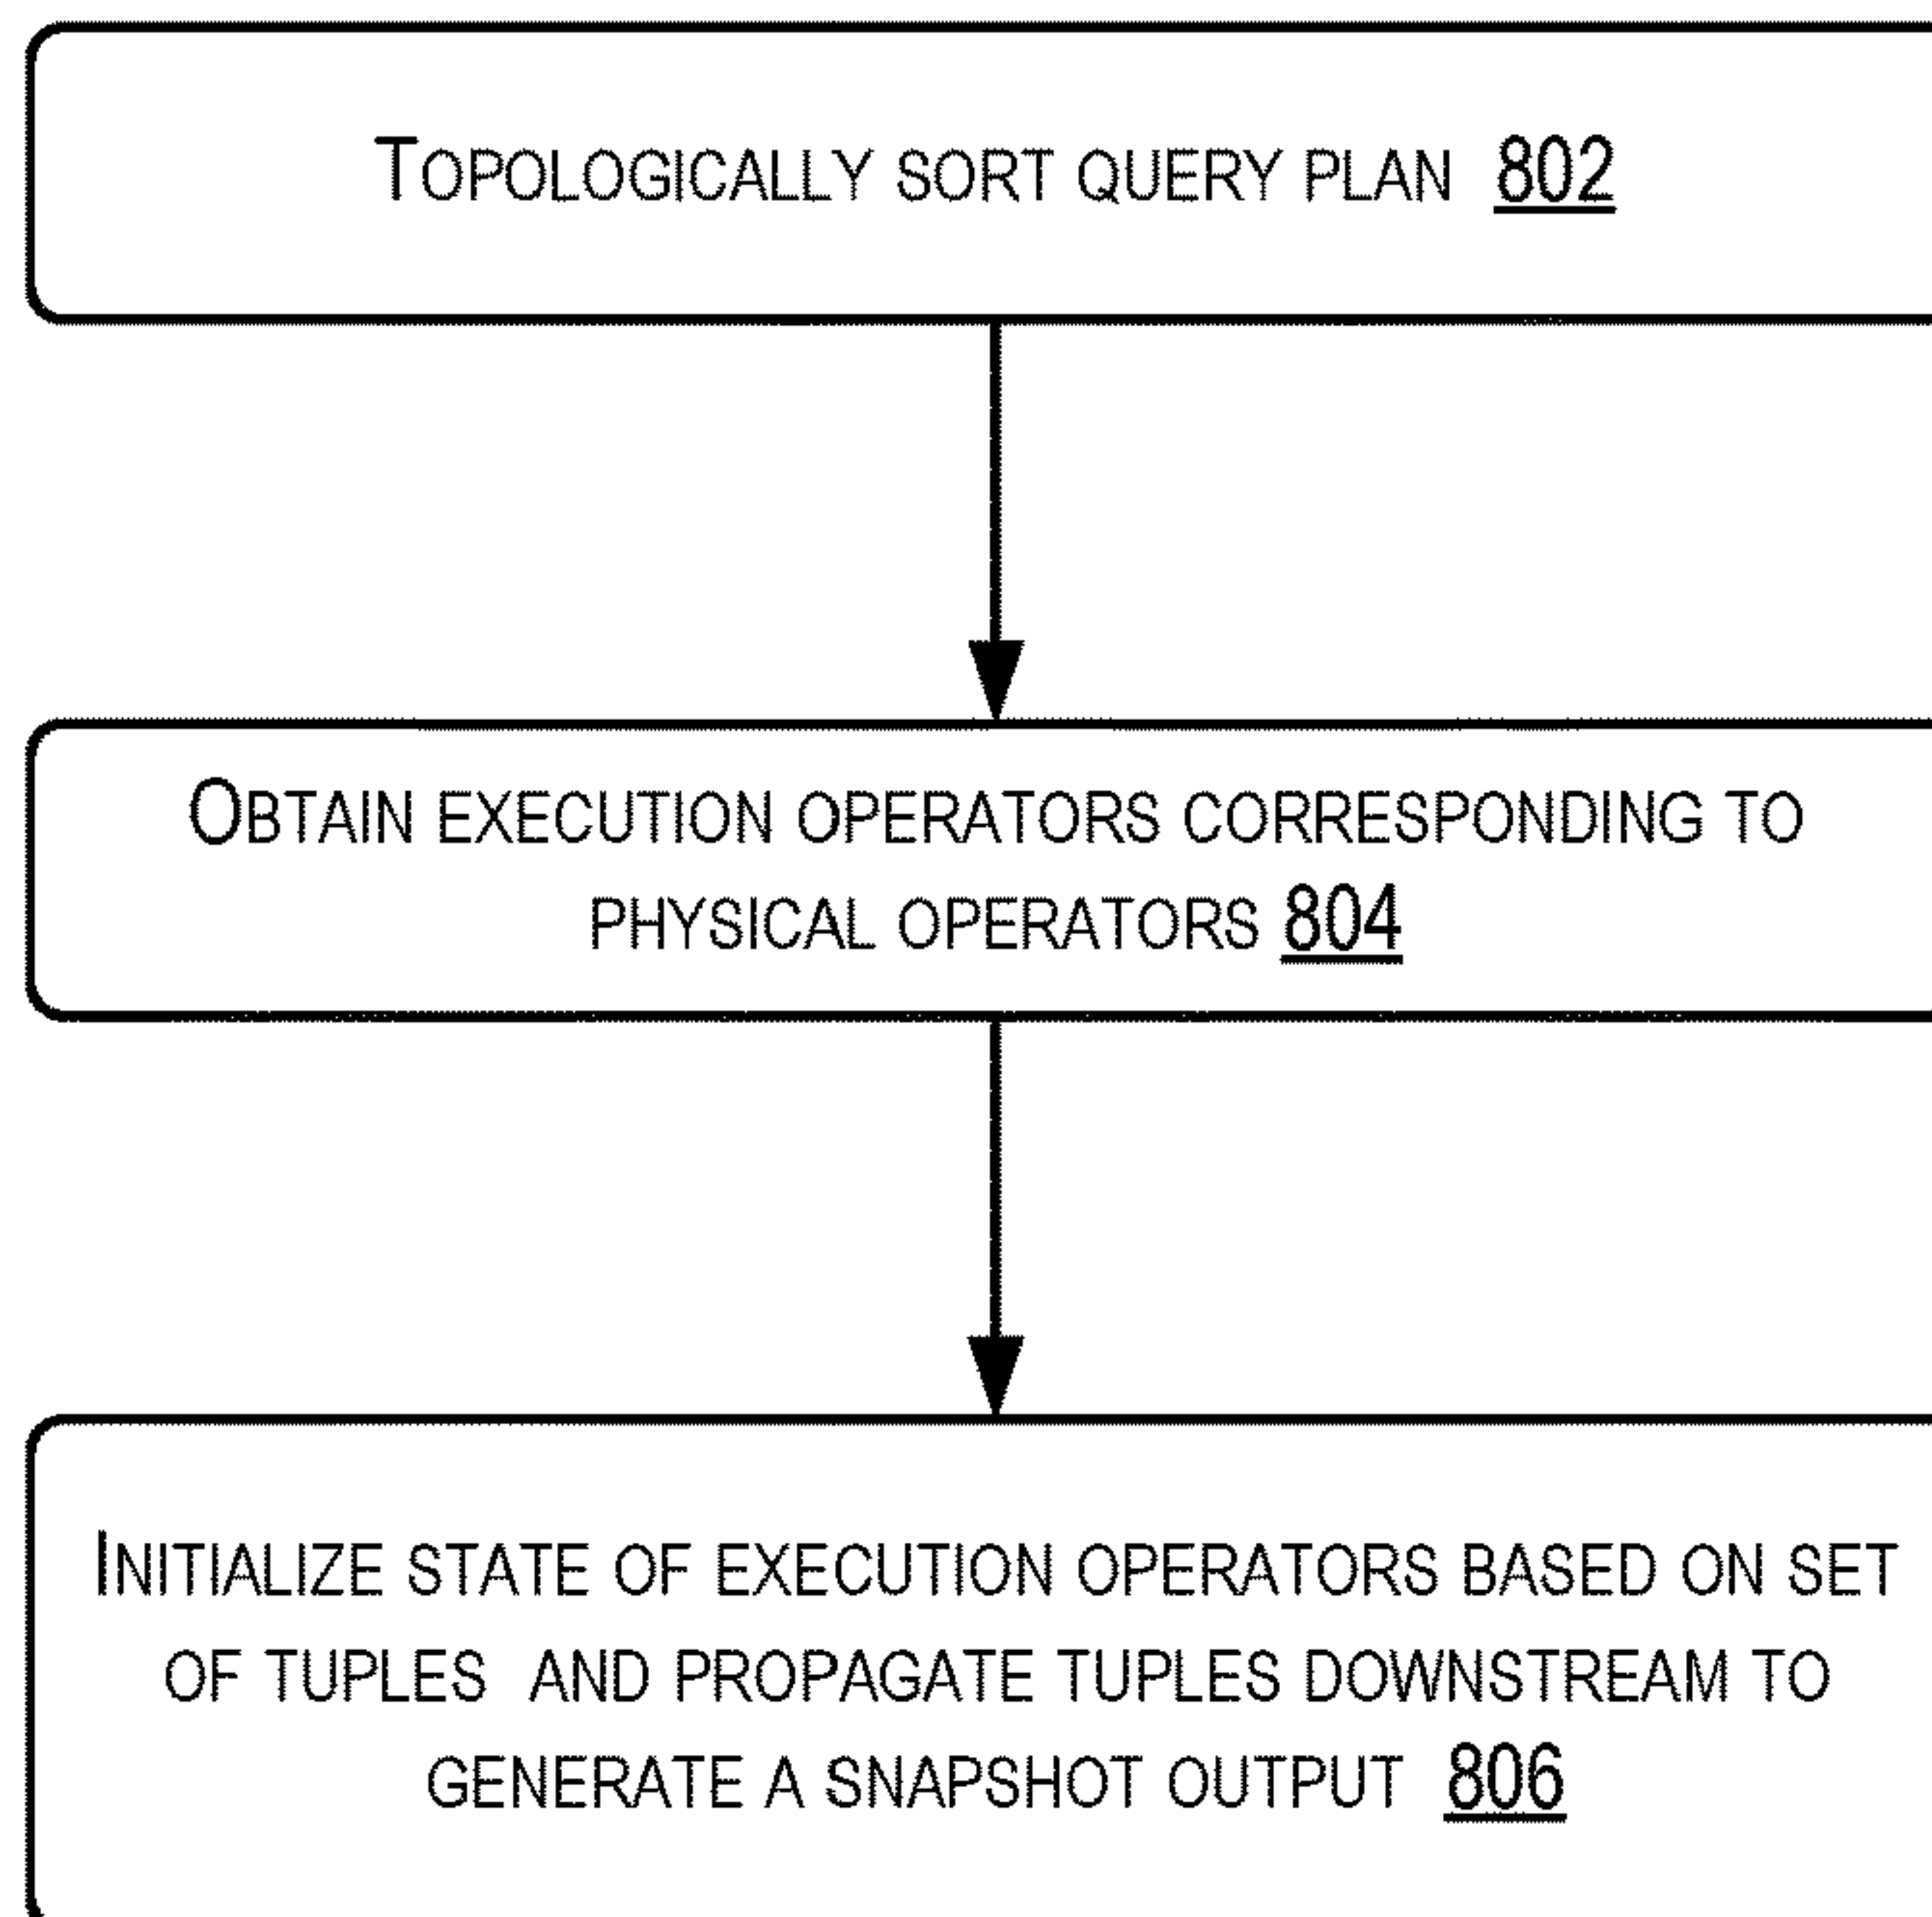 TOPOLOGICALLY SORT QUERY PLAN 802
OBTAIN EXECUTION OPERATORS CORRESPONDING TO
PHYSICAL OPERATORS 804
INITIALIZE STATE OF EXECUTION OPERATORS BASED ON SET
OF TUPLES AND PROPAGATE TUPLES DOWNSTREAM TO
GENERATE A SNAPSHOT OUTPUT 806